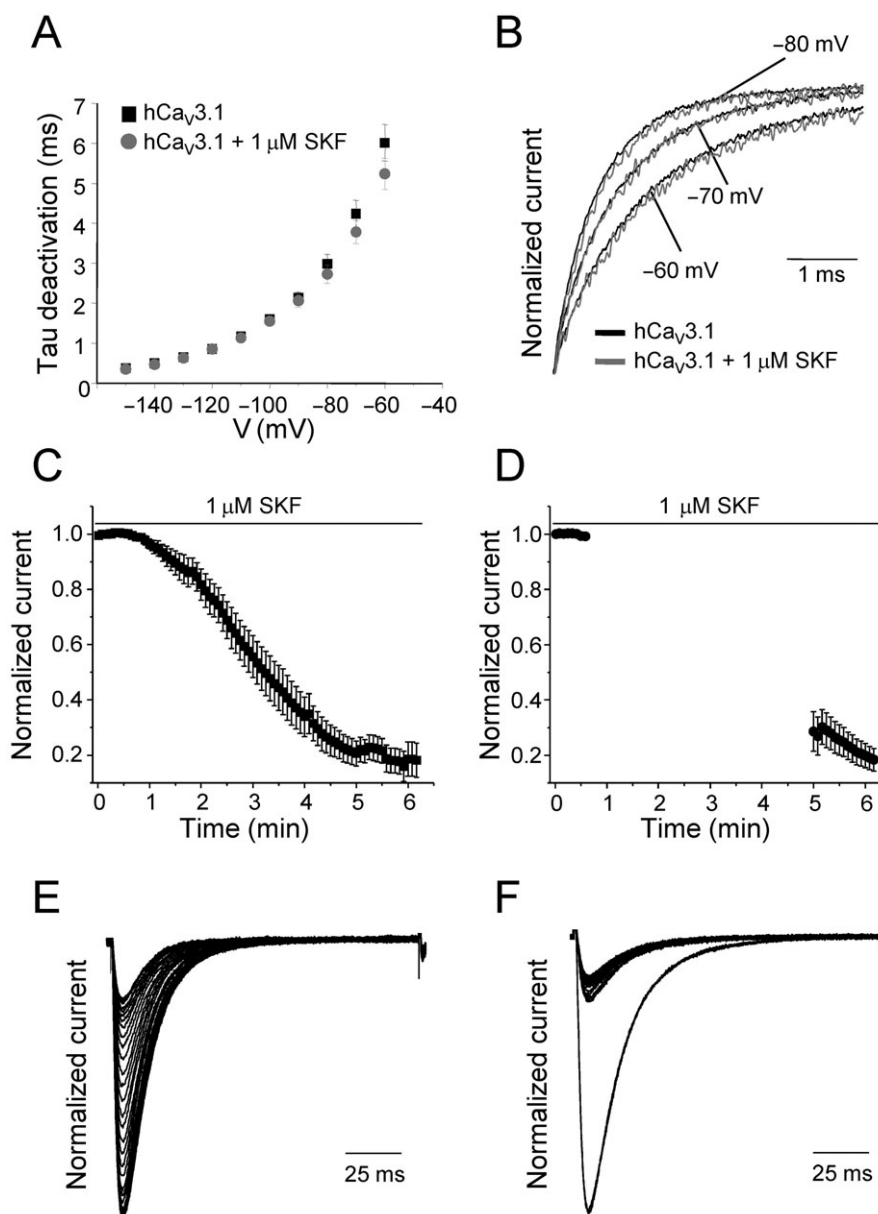 A
Tau deactivation (ms)
7
6
5
4
3
2
1
0
hCaV3.1
hCaV3.1 + 1 μM SKF
–140
–120
–100
–80
–60
–40
V (mV)
B
Normalized current
–80 mV
–70 mV
–60 mV
1 ms
hCaV3.1
hCaV3.1 + 1 μM SKF
C
1 μM SKF
Normalized current
1.0
0.8
0.6
0.4
0.2
0
1
2
3
4
5
6
Time (min)
D
1 μM SKF
Normalized current
1.0
0.8
0.6
0.4
0.2
0
1
2
3
4
5
6
Time (min)
E
Normalized current
25 ms
F
Normalized current
25 ms